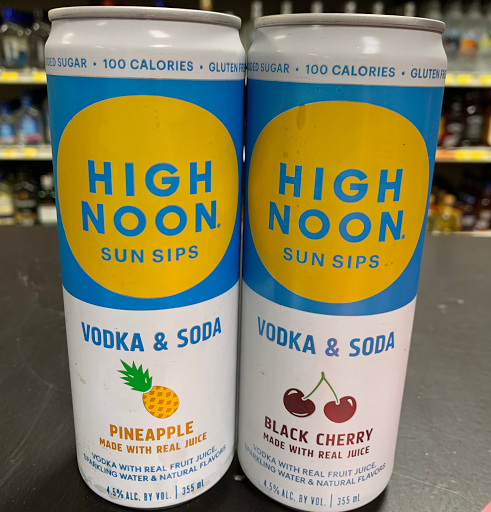 DED SUGAR • 100 CALORIES • GLUTEN FR
HIGH
NOON.
SUN SIPS
VODKA & SODA
PINEAPPLE
MADE WITH REAL JUICE
VODKA WITH REAL FRUIT JUICE,
SPARKLING WATER & NATURAL FLAVORS
4.5% ALC. BY VOL. | 355 ml
DDED SUGAR • 100 CALORIES • GLUTEN FR
HIGH
NOON.
SUN SIPS
VODKA & SODA
BLACK CHERRY
MADE WITH REAL JUICE
VODKA WITH REAL FRUIT JUICE,
SPARKLING WATER & NATURAL FLAVORS
4.5% ALC. BY VOL. | 355 ml